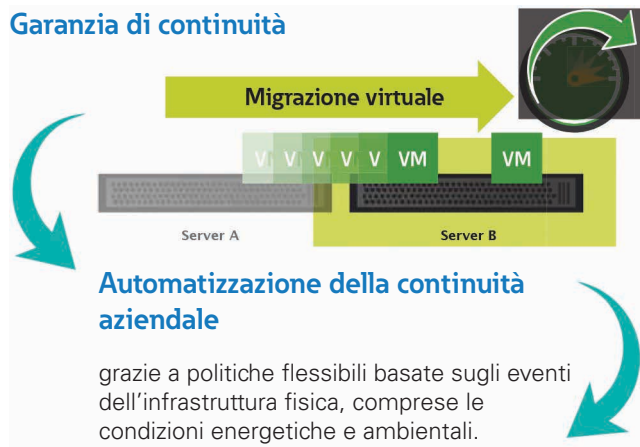 Garanzia di continuità
Migrazione virtuale
V V V V V VM VM
Server A Server B
Automatizzazione della continuità
aziendale
grazie a politiche flessibili basate sugli eventi
dell’infrastruttura fisica, comprese le
condizioni energetiche e ambientali.